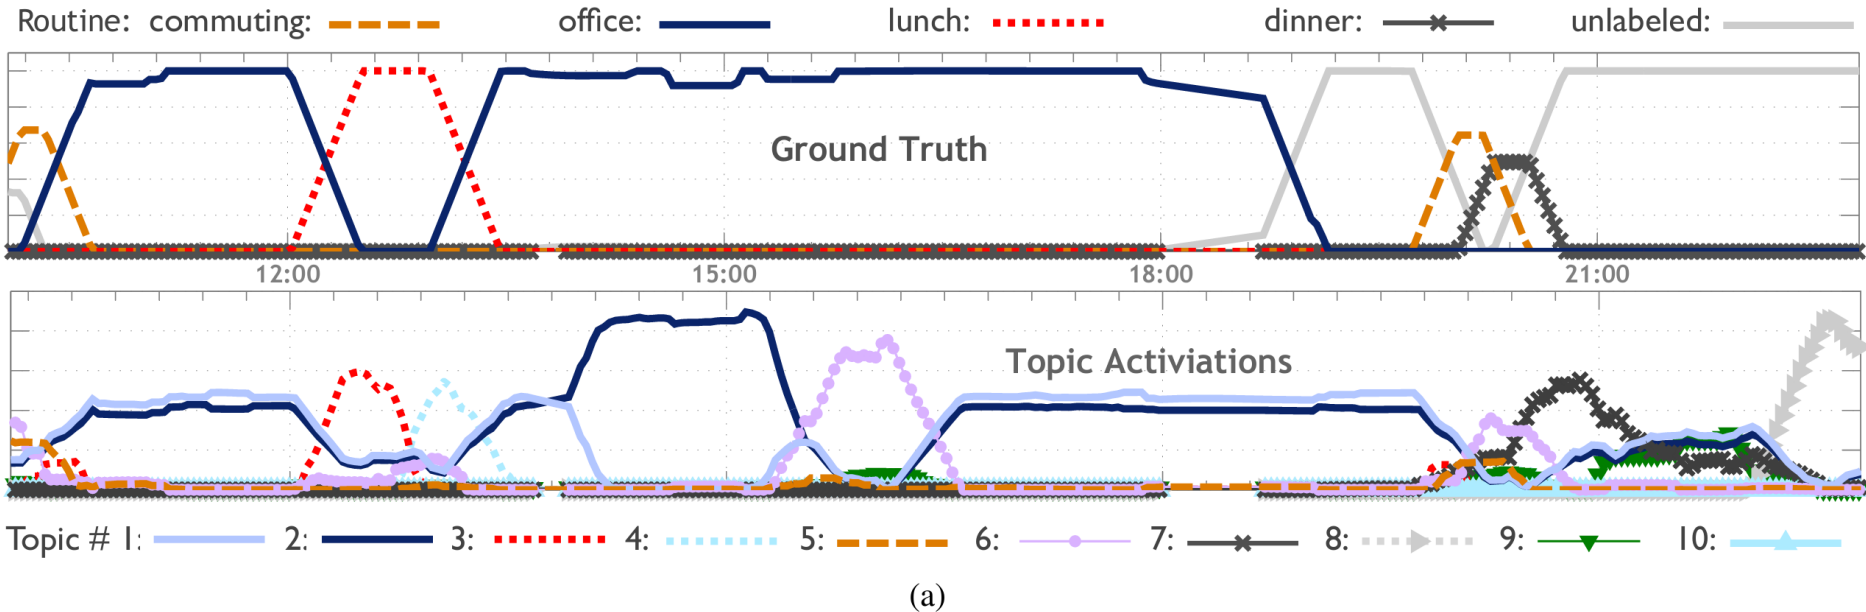 Routine: commuting: office: lunch: dinner: unlabeled:
Ground Truth
12:00 15:00 18:00 21:00
Topic Activiations
Topic # 1: 2: 3: 4: 5: 6: 7: 8: 9: 10:
(a)